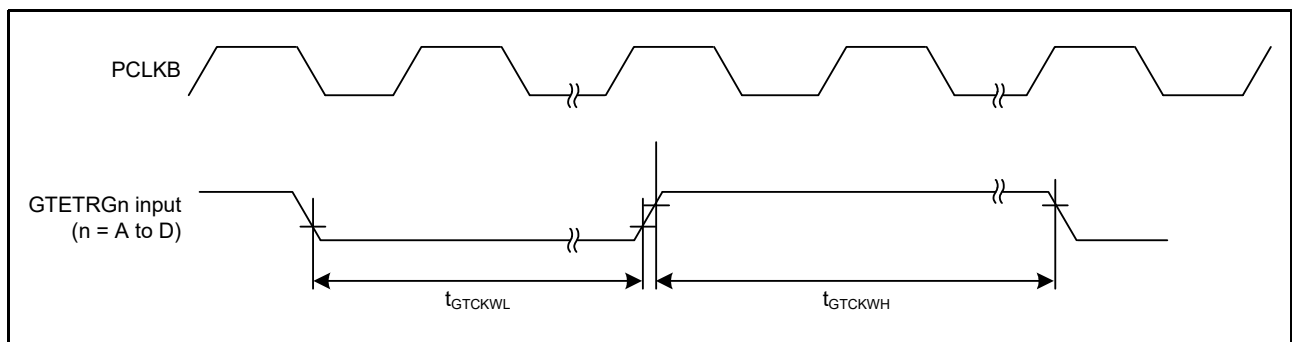 PCLKB
GTETRGn input
(n = A to D)
tGTCKWL
tGTCKWH